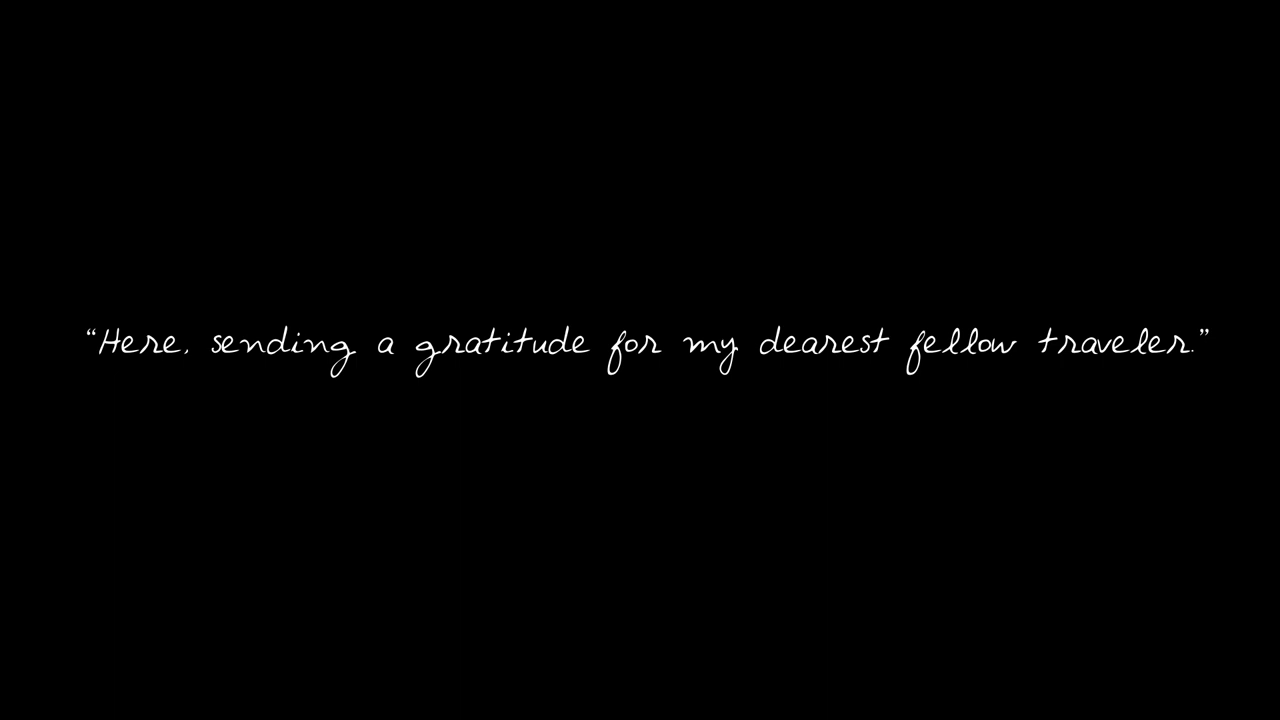 “Here, sending a gratitude for my dearest fellow traveler.”